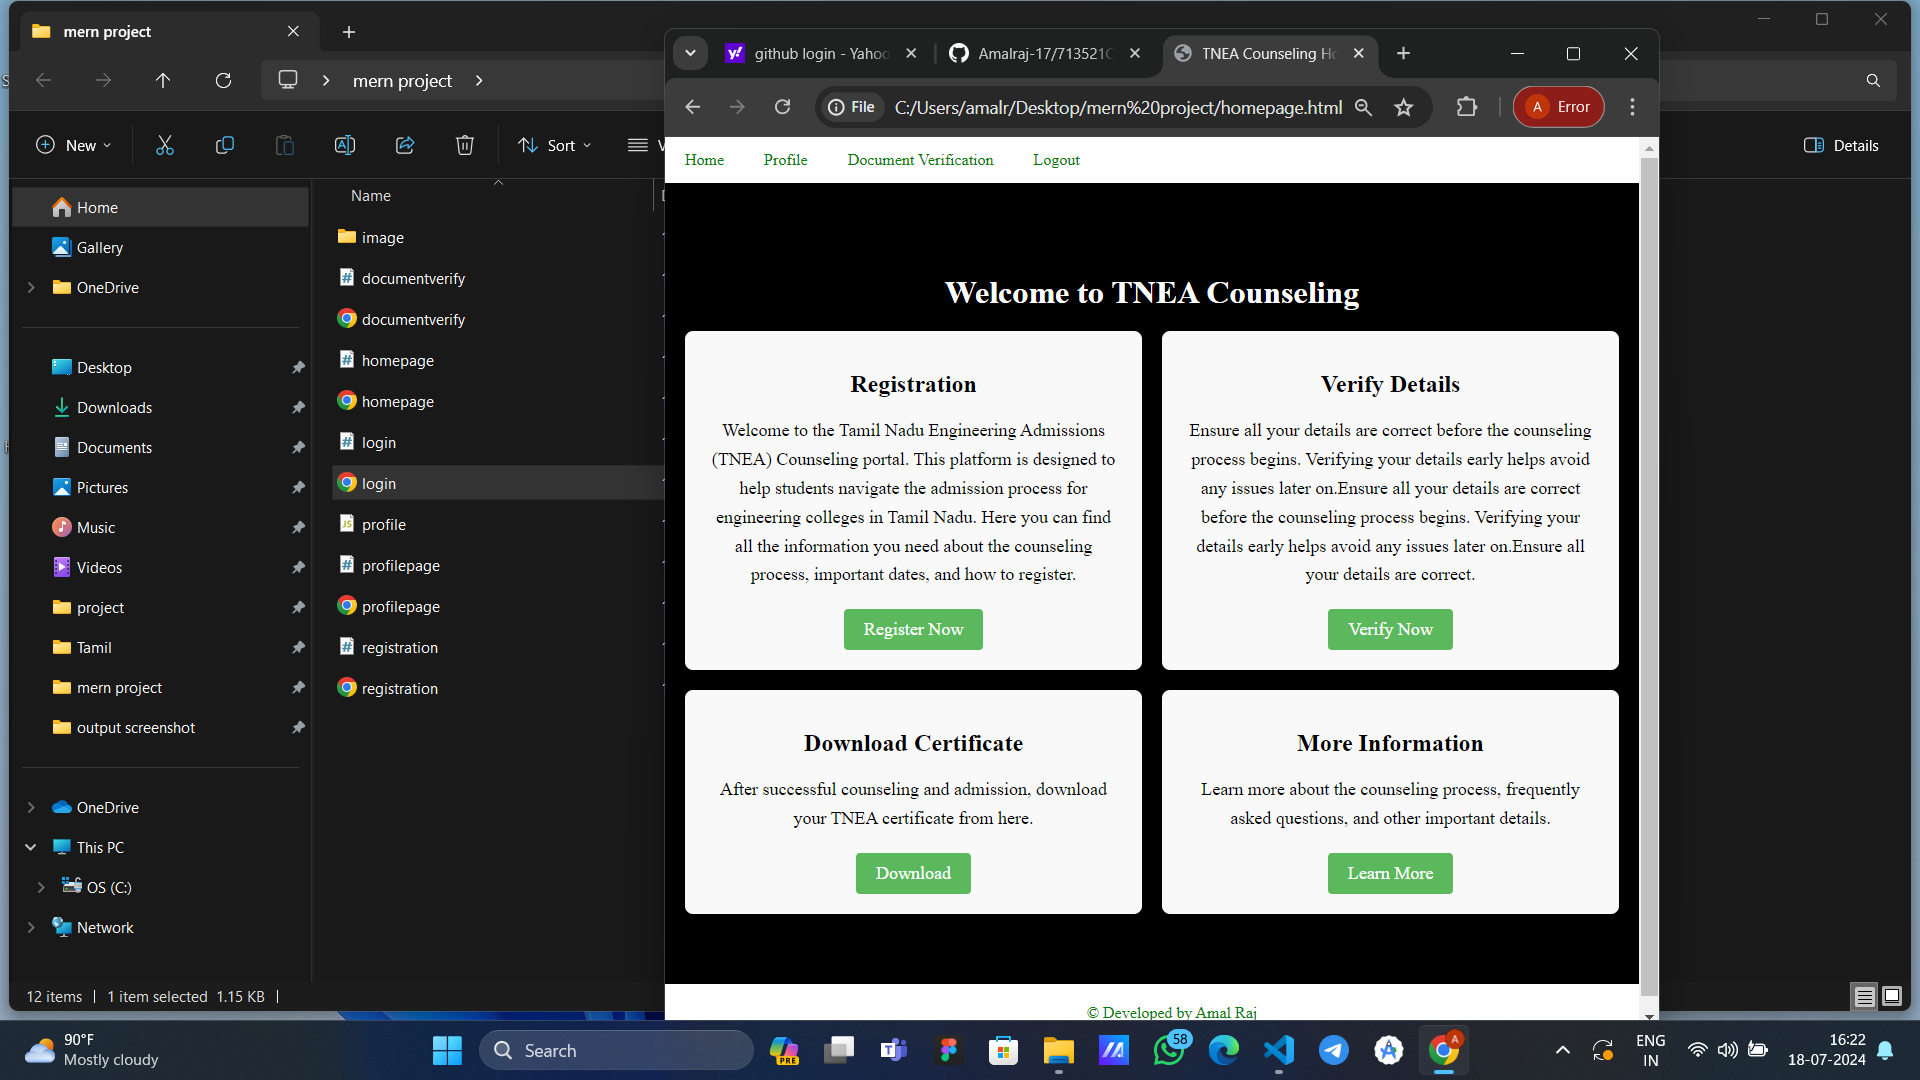 mern project
mern project
New
Sort
Details
Home
Gallery
OneDrive
Desktop
Downloads
Documents
Pictures
Music
Videos
project
Tamil
mern project
output screenshot
OneDrive
This PC
OS (C:)
Network
Name
image
documentverify
documentverify
homepage
homepage
login
login
profile
profilepage
profilepage
registration
registration
12 items
1 item selected 1.15 KB
github login - Yahoo
Amalraj-17/713521C
TNEA Counseling Ho
File
C:/Users/amalr/Desktop/mern%20project/homepage.html
A Error
Home Profile Document Verification Logout
Welcome to TNEA Counseling
Registration
Welcome to the Tamil Nadu Engineering Admissions
(TNEA) Counseling portal. This platform is designed to
help students navigate the admission process for
engineering colleges in Tamil Nadu. Here you can find
all the information you need about the counseling
process, important dates, and how to register.
Register Now
Verify Details
Ensure all your details are correct before the counseling
process begins. Verifying your details early helps avoid
any issues later on.Ensure all your details are correct
before the counseling process begins. Verifying your
details early helps avoid any issues later on.Ensure all
your details are correct.
Verify Now
Download Certificate
After successful counseling and admission, download
your TNEA certificate from here.
Download
More Information
Learn more about the counseling process, frequently
asked questions, and other important details.
Learn More
© Developed by Amal Raj
90°F
Mostly cloudy
Search
PRE
58
A
ENG
IN
16:22
18-07-2024